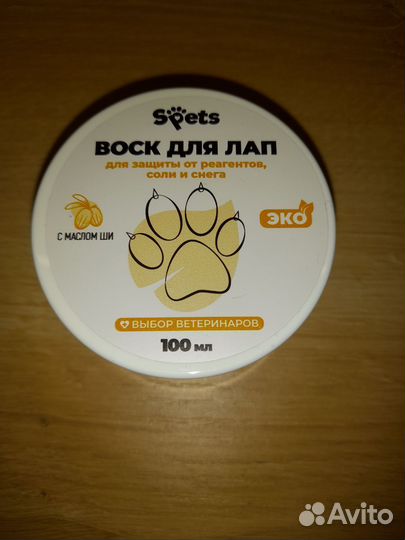 Spets
ВОСК ДЛЯ ЛАП
для защиты от реагентов,
соли и снега
С МАСЛОМ ШИ
ЭКО
ВЫБОР ВЕТЕРИНАРОВ
100 мл
Avito